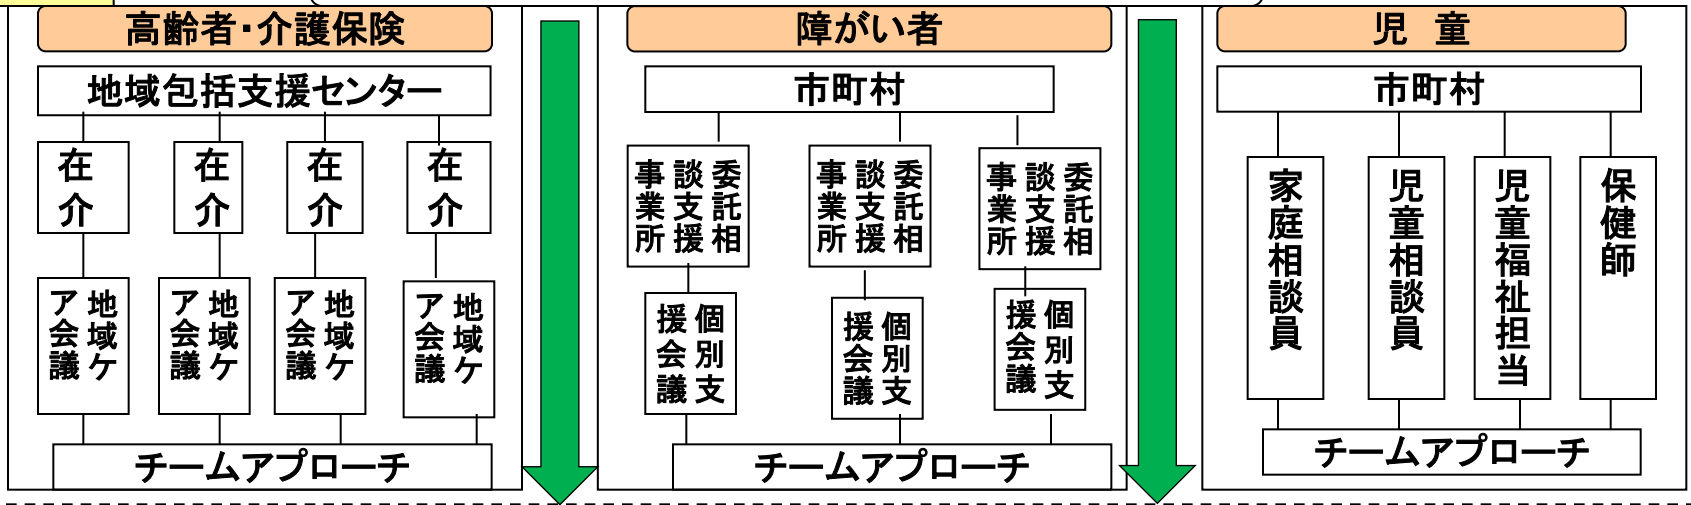 高齢者・介護保険
地域包括支援センター
在介
在介
在介
在介
地域ケア会議
地域ケア会議
地域ケア会議
地域ケア会議
チームアプローチ
障がい者
市町村
委託相談支援事業所
委託相談支援事業所
委託相談支援事業所
個別支援会議
個別支援会議
個別支援会議
チームアプローチ
児　童
市町村
家庭相談員
児童相談員
児童福祉担当
保健師
チームアプローチ